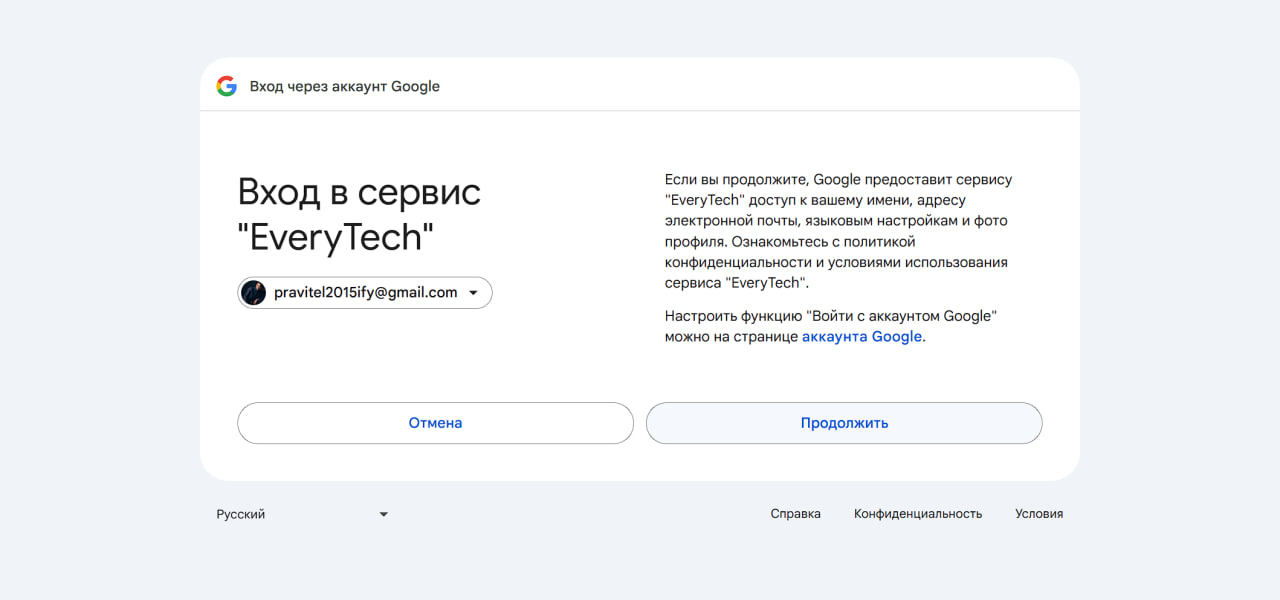 Вход через аккаунт Google
Вход в сервис
"EveryTech"
pravitel2015ify@gmail.com
Если вы продолжите, Google предоставит сервису
"EveryTech" доступ к вашему имени, адресу
электронной почты, языковым настройкам и фото
профиля. Ознакомьтесь с политикой
конфиденциальности и условиями использования
сервиса "EveryTech".
Настроить функцию "Войти с аккаунтом Google"
можно на странице аккаунта Google.
Отмена
Продолжить
Русский
Справка
Конфиденциальность
Условия